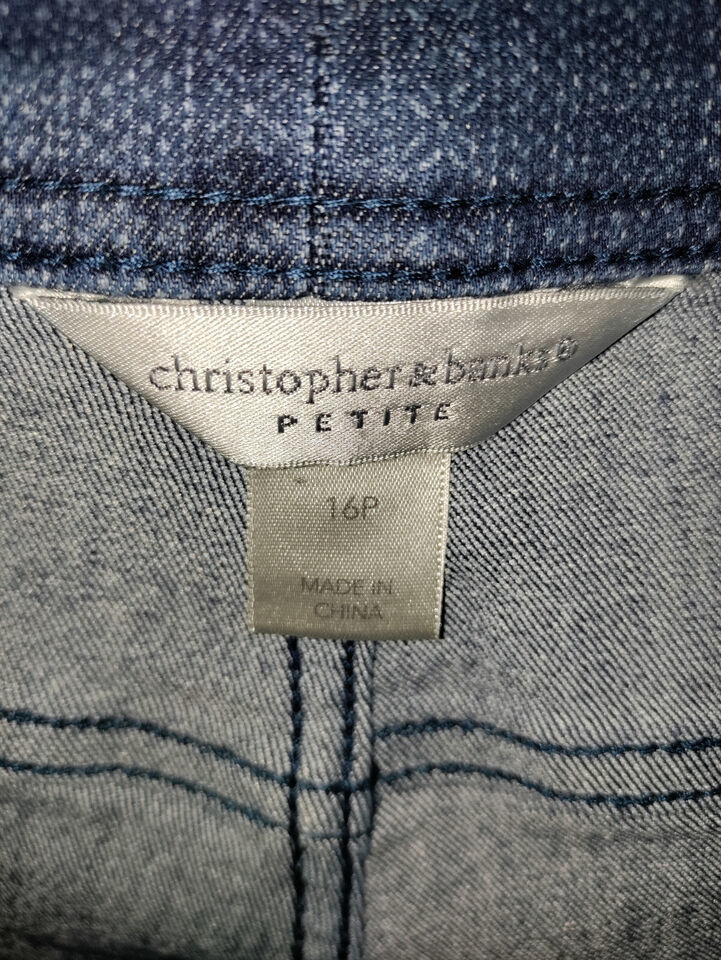 christopher & banks®
PETITE
16P
MADE IN
CHINA